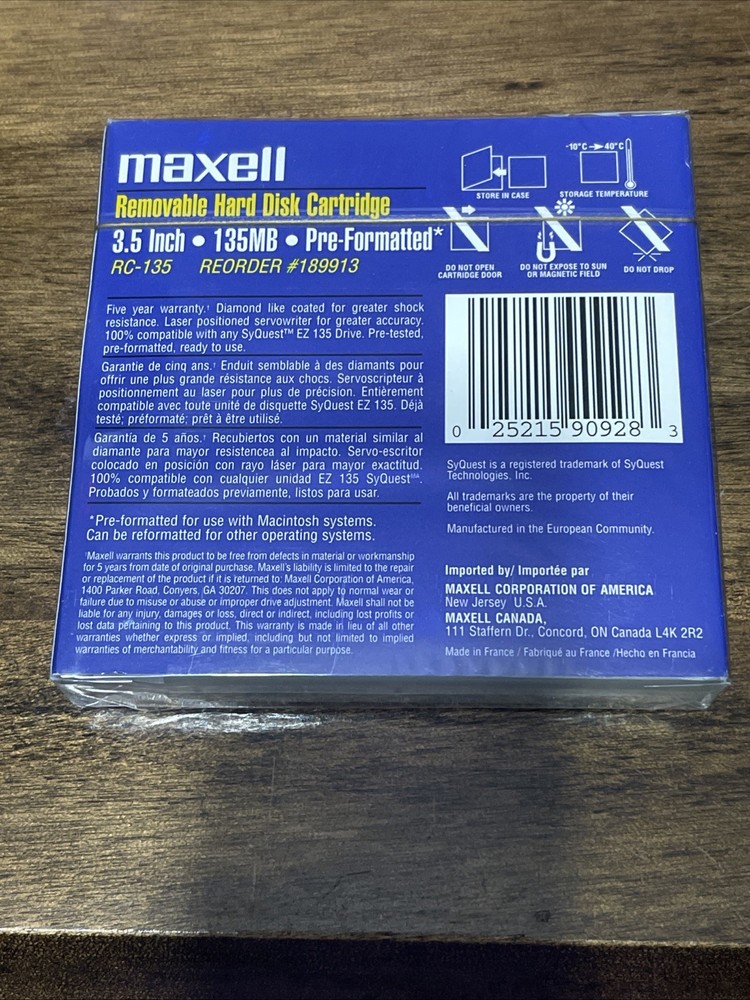 maxell
Removable Hard Disk Cartridge
3.5 Inch • 135MB • Pre-Formatted*
RC-135 REORDER #189913
-10°C → 40°C
STORE IN CASE
STORAGE TEMPERATURE
DO NOT OPEN
CARTRIDGE DOOR
DO NOT EXPOSE TO SUN
OR MAGNETIC FIELD
DO NOT DROP
Five year warranty.† Diamond like coated for greater shock
resistance. Laser positioned servowriter for greater accuracy.
100% compatible with any SyQuest™ EZ 135 Drive. Pre-tested,
pre-formatted, ready to use.
Garantie de cinq ans.† Enduit semblable à des diamants pour
offrir une plus grande résistance aux chocs. Servoscripteur à
positionnement au laser pour plus de précision. Entièrement
compatible avec toute unité de disquette SyQuest EZ 135. Déjà
testé; préformaté; prêt à être utilisé.
Garantía de 5 años.† Recubiertos con un material similar al
diamante para mayor resistencea al impacto. Servo-escritor
colocado en posición con rayo láser para mayor exactitud.
100% compatible con cualquier unidad EZ 135 SyQuest
Probados y formateados previamente, listos para usar.
*Pre-formatted for use with Macintosh systems.
Can be reformatted for other operating systems.
†Maxell warrants this product to be free from defects in material or workmanship
for 5 years from date of original purchase. Maxell's liability is limited to the repair
or replacement of the product if it is returned to: Maxell Corporation of America,
1400 Parker Road, Conyers, GA 30207. This does not apply to normal wear or
failure due to misuse or abuse or improper drive adjustment. Maxell shall not be
liable for any injury, damages or loss, direct or indirect, including lost profits or
lost data pertaining to this product. This warranty is made in lieu of all other
warranties whether express or implied, including but not limited to implied
warranties of merchantability and fitness for a particular purpose.
0 25215 90928 3
SyQuest is a registered trademark of SyQuest
Technologies, Inc.
All trademarks are the property of their
beneficial owners.
Manufactured in the European Community.
Imported by/ Importée par
MAXELL CORPORATION OF AMERICA
New Jersey U.S.A.
MAXELL CANADA,
111 Staffern Dr., Concord, ON Canada L4K 2R2
Made in France / Fabriqué au France /Hecho en Francia